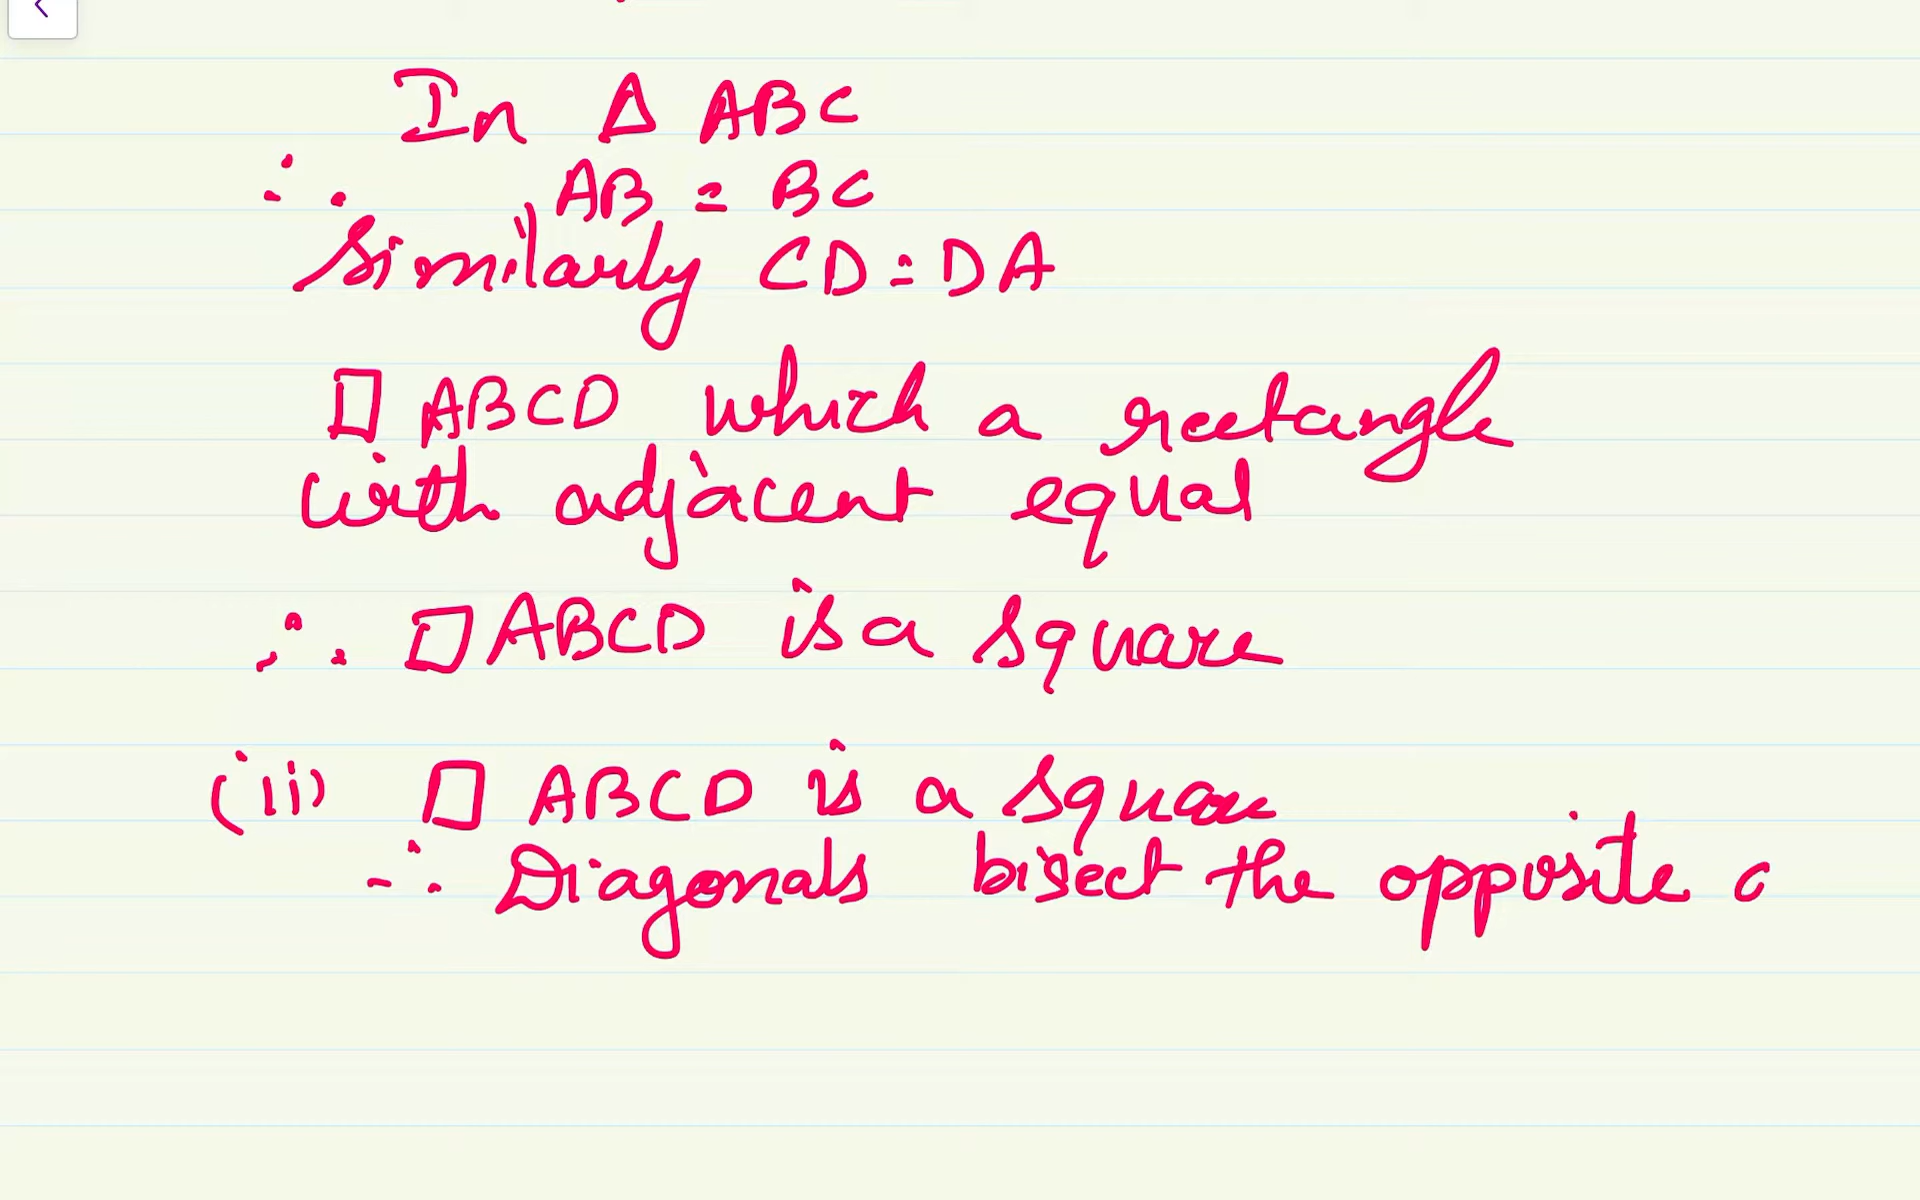 In Δ ABC
∴ AB = BC
Similarly CD = DA
□ ABCD which a rectangle
with adjacent equal
∴ □ ABCD is a square
(ii) □ ABCD is a square
∴ Diagonals bisect the opposite a